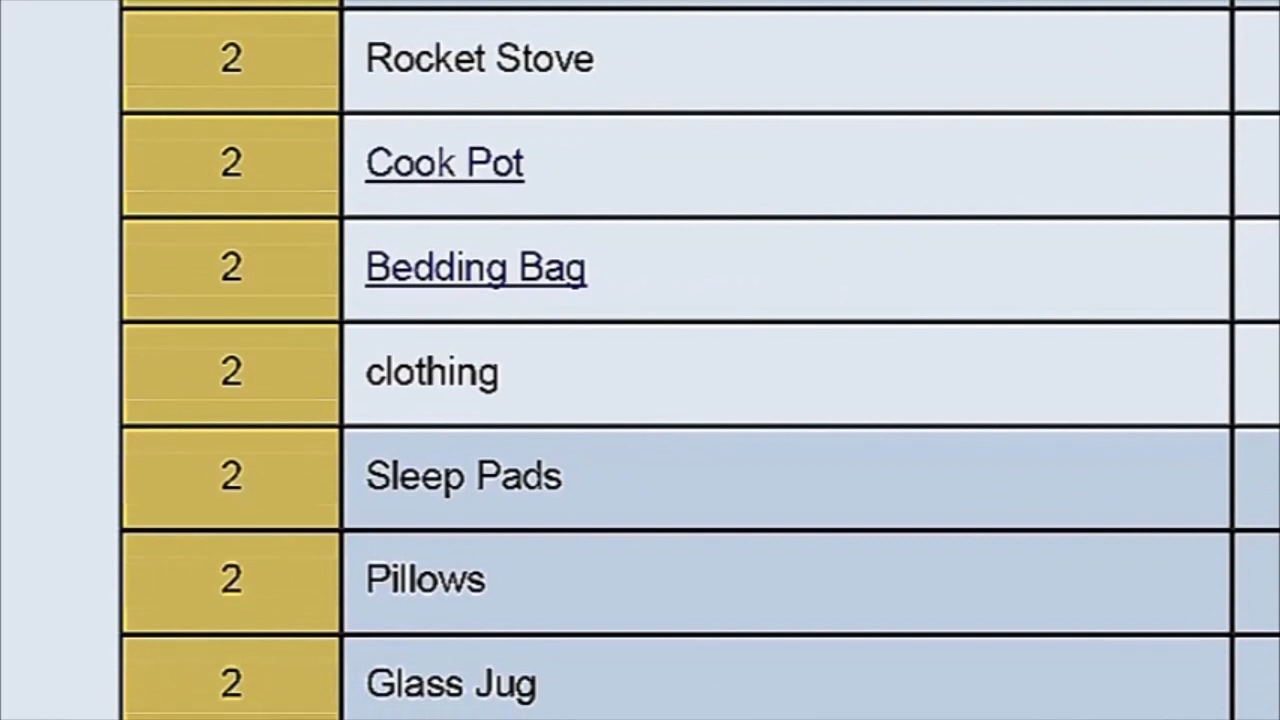 2 Rocket Stove
2 Cook Pot
2 Bedding Bag
2 clothing
2 Sleep Pads
2 Pillows
2 Glass Jug